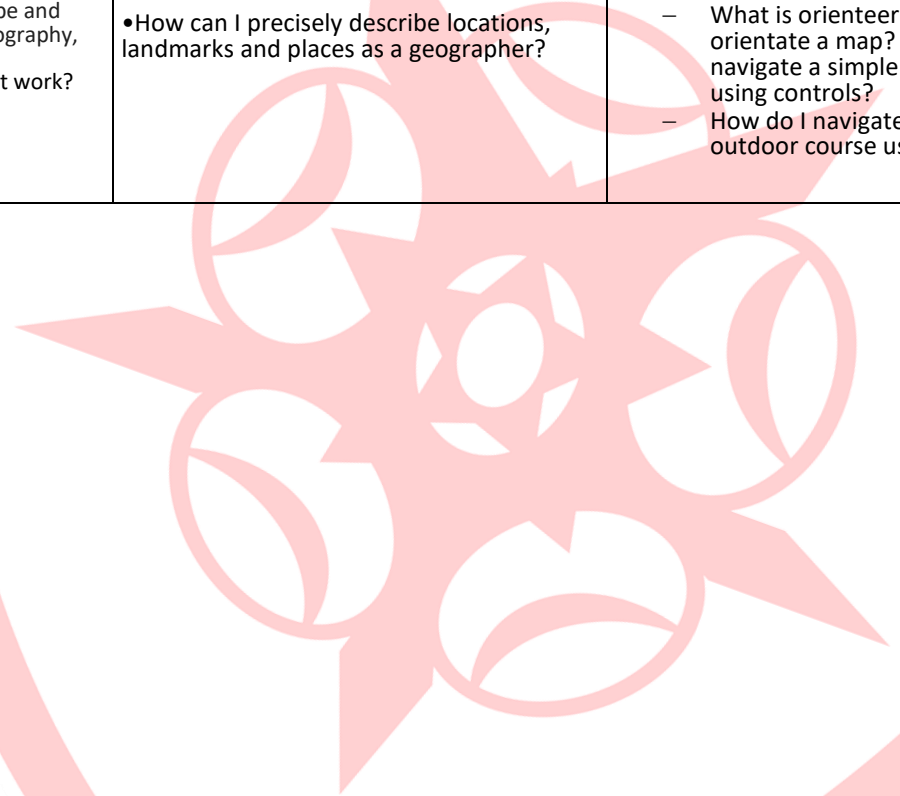 and
ography,
t work?
•How can I precisely describe locations,
landmarks and places as a geographer?
– What is orienteer
orientate a map?
navigate a simple
using controls?
– How do I navigate
outdoor course us